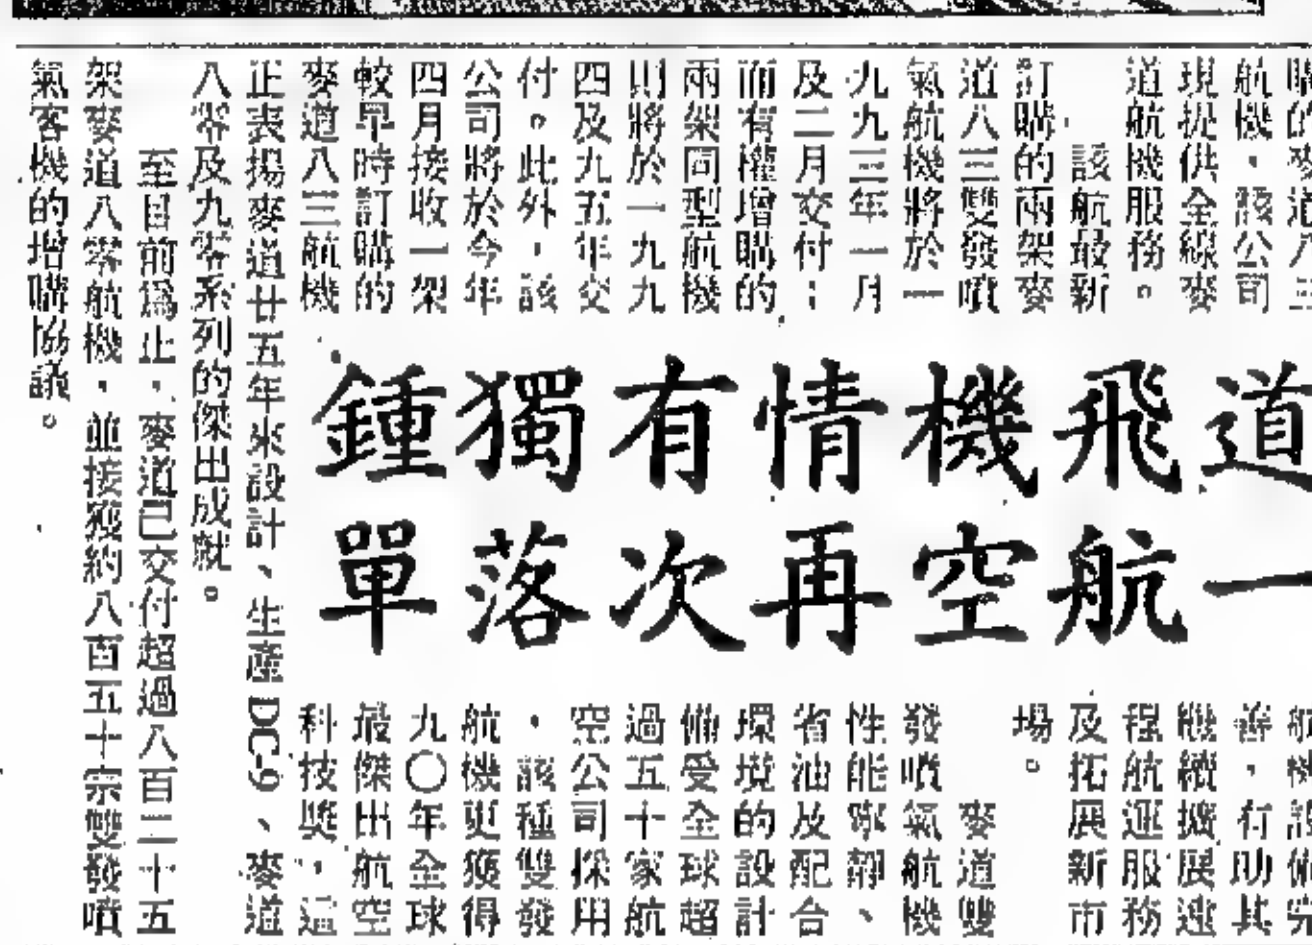 道飛機情有獨鍾
一航空再次落單
購的麥道八三
航機,該公司
現提供全線麥
道航機服務。
該航最新
訂購的兩架麥
道八三雙發噴
氣航機將於一
九九三年一月
及二月交付;
而有權增購的
兩架同型航機
則將於一九九
四及九五年交
付。此外,該
公司將於今年
四月接收一架
較早時訂購的
麥道八三航機
航機設備完
善,有助其
機續擴展遠
程航運服務
及拓展新市
場。
麥道雙
發噴氣航機
性能寧靜、
省油及配合
環境的設計
備受全球超
過五十家航
空公司採用
,該種雙發
航機更獲得
九〇年全球
最傑出航空
科技獎,這
正表揚麥道廿五年來設計、生產DC-9、麥道
八零及九零系列的傑出成就。
至目前為止,麥道已交付超過八百二十五
架麥道八零航機,並接獲約八百五十宗雙發噴
氣客機的增購協議。